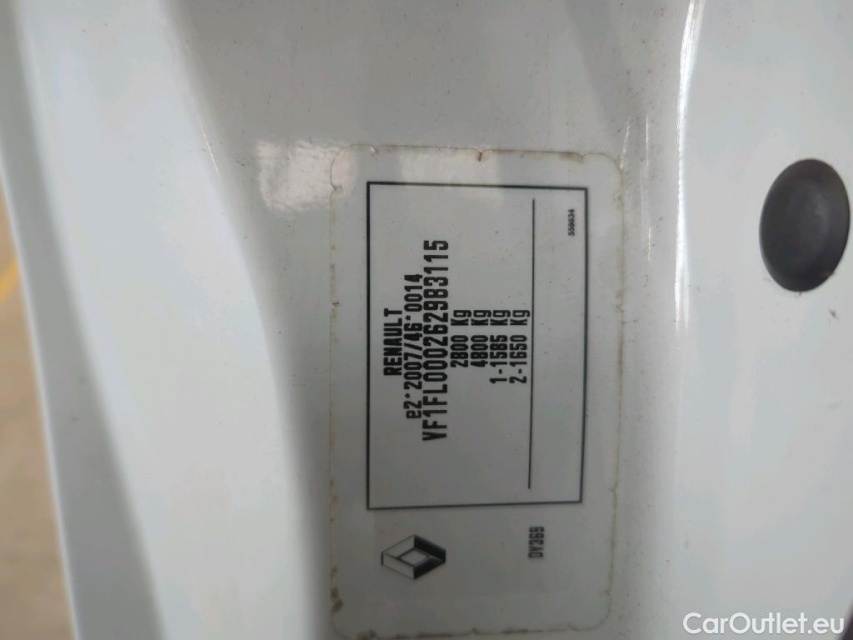 RENAULT
e2*2007/46*0014
VF1FL000262983115
2800 Kg
4800 Kg
1-1585 Kg
2-1650 Kg
550634
DV369
CarOutlet.eu